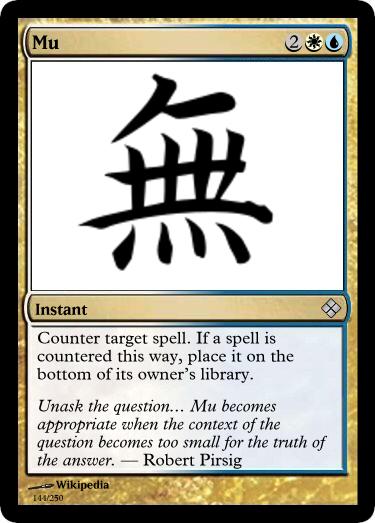 Mu 2
無
Instant
Counter target spell. If a spell is
countered this way, place it on the
bottom of its owner's library.
Unask the question... Mu becomes
appropriate when the context of the
question becomes too small for the truth of
the answer. — Robert Pirsig
Wikipedia
144/250